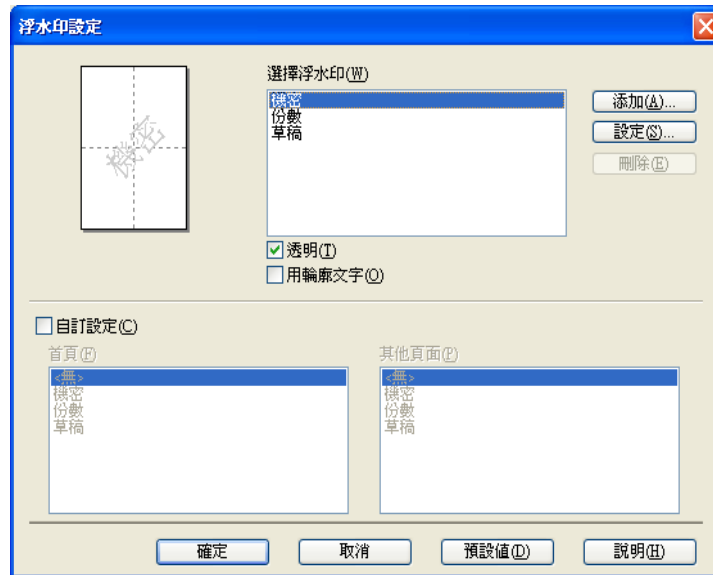 浮水印設定
機密
選擇浮水印(W)
機密
份數
草稿
添加(A)...
設定(S)...
刪除(E)
透明(T)
用輪廓文字(O)
自訂設定(C)
首頁(F)
<無>
機密
份數
草稿
其他頁面(P)
<無>
機密
份數
草稿
確定
取消
預設值(D)
說明(H)